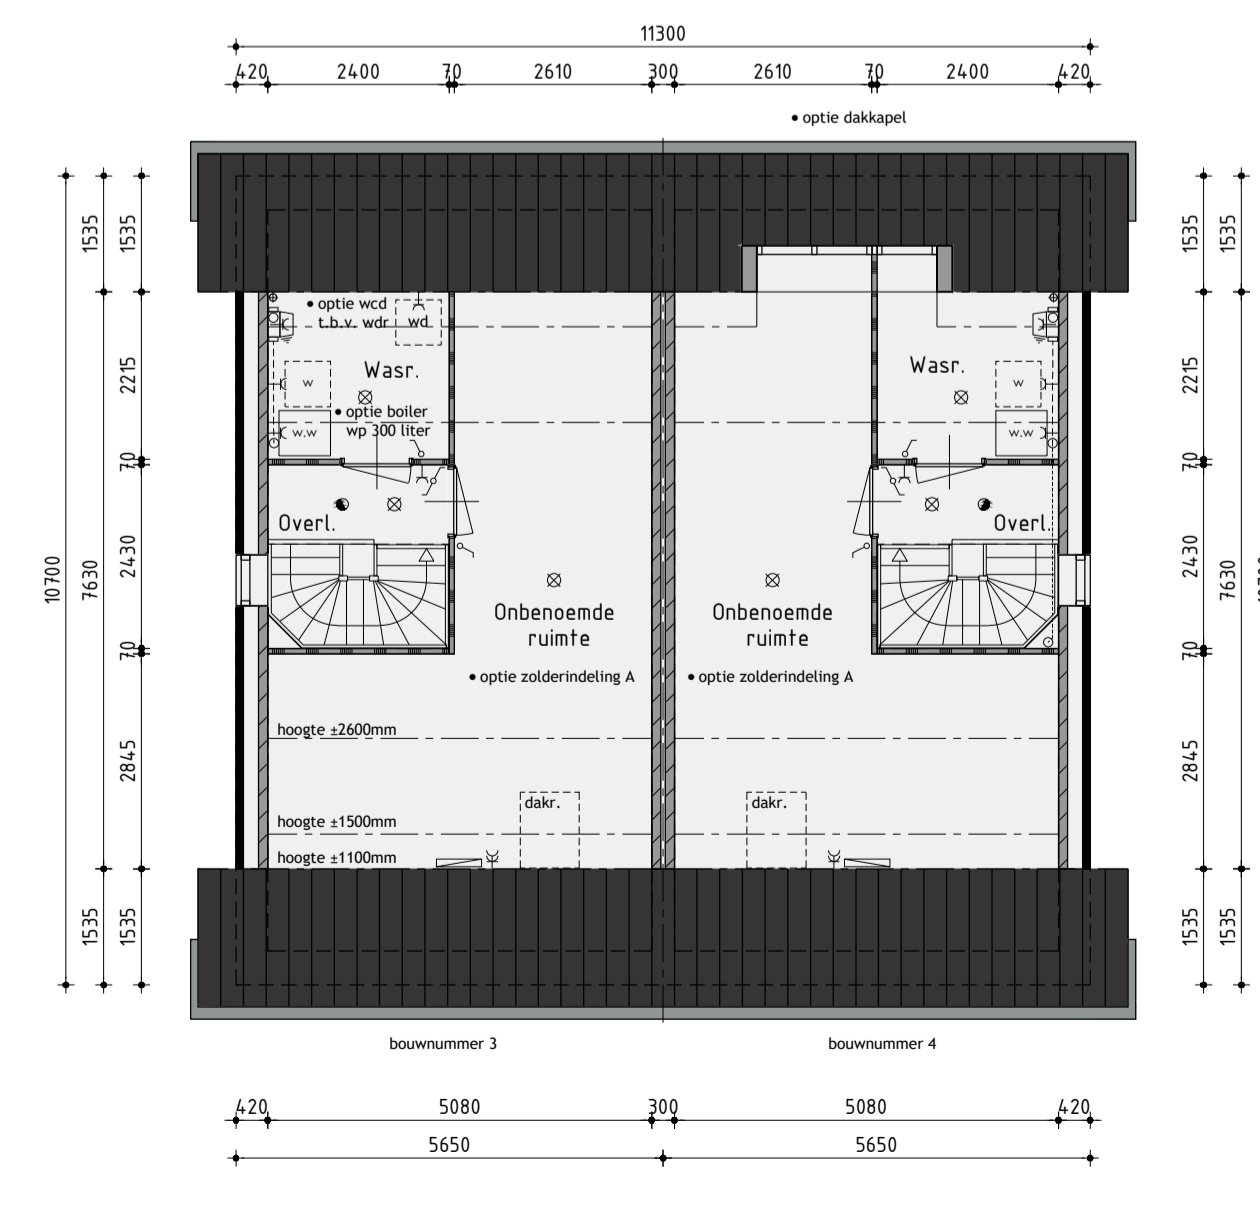 11300
420 2400 70 2610 300 2610 70 2400 420
• optie dakkapel
1535 1535
1535 1535
• optie wcd
t.b.v. wdr
wd
Wasr.
Wasr.
w
w
• optie boiler
wp 300 liter
w.w
w.w
2215
2215
70
70
Overl.
Overl.
10700
7630
2430
2430
7630
Onbenoemde
ruimte
Onbenoemde
ruimte
70
70
• optie zolderindeling A
• optie zolderindeling A
hoogte ±2600mm
2845
2845
dakr.
dakr.
hoogte ±1500mm
hoogte ±1100mm
1535 1535
1535 1535
bouwnummer 3
bouwnummer 4
420 5080 300 5080 420
5650 5650